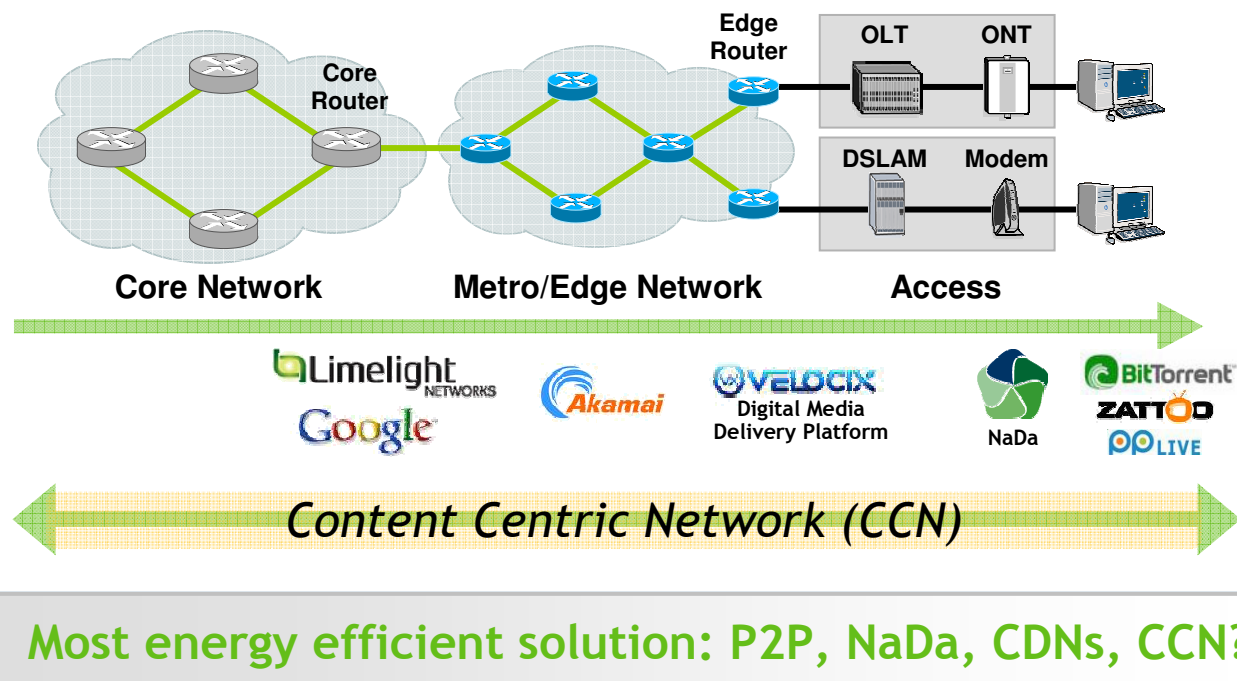 Edge
Router
OLT
ONT
Core
Router
DSLAM
Modem
Core Network
Metro/Edge Network
Access
Limelight
NETWORKS
Google
Akamai
VELOCIX
Digital Media
Delivery Platform
NaDa
BitTorrent
ZATTOO
PPLIVE
Content Centric Network (CCN)
Most energy efficient solution: P2P, NaDa, CDNs, CCN?